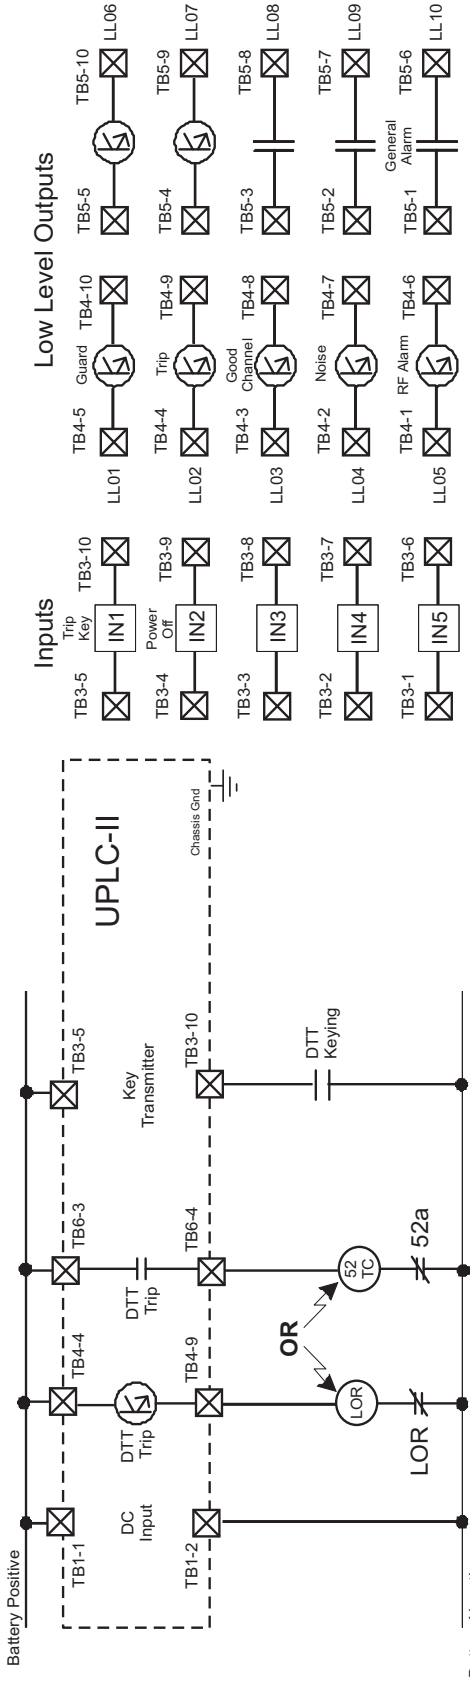 Battery Positive
TB1-1
TB4-4
TB6-3
TB3-5
UPLC-II
DC
Input
DTT
Trip
DTT
Trip
Key
Transmitter
Chassis Gnd
TB1-2
TB4-9
TB6-4
TB3-10
OR
DTT
Keying
LOR
52
TC
LOR
52a
Inputs
Trip
Key
TB3-5
IN1
TB3-10
Power
Off
TB3-4
IN2
TB3-9
TB3-3
IN3
TB3-8
TB3-2
IN4
TB3-7
TB3-1
IN5
TB3-6
Low Level Outputs
TB4-5
Guard
TB4-10
TB5-5
TB5-10
LL01
LL06
TB4-4
Trip
TB4-9
TB5-4
TB5-9
LL02
LL07
TB4-3
Good
Channel
TB4-8
TB5-3
TB5-8
LL03
LL08
TB4-2
Noise
TB4-7
TB5-2
TB5-7
LL04
LL09
TB4-1
RF Alarm
TB4-6
TB5-1
General
Alarm
TB5-6
LL05
LL10